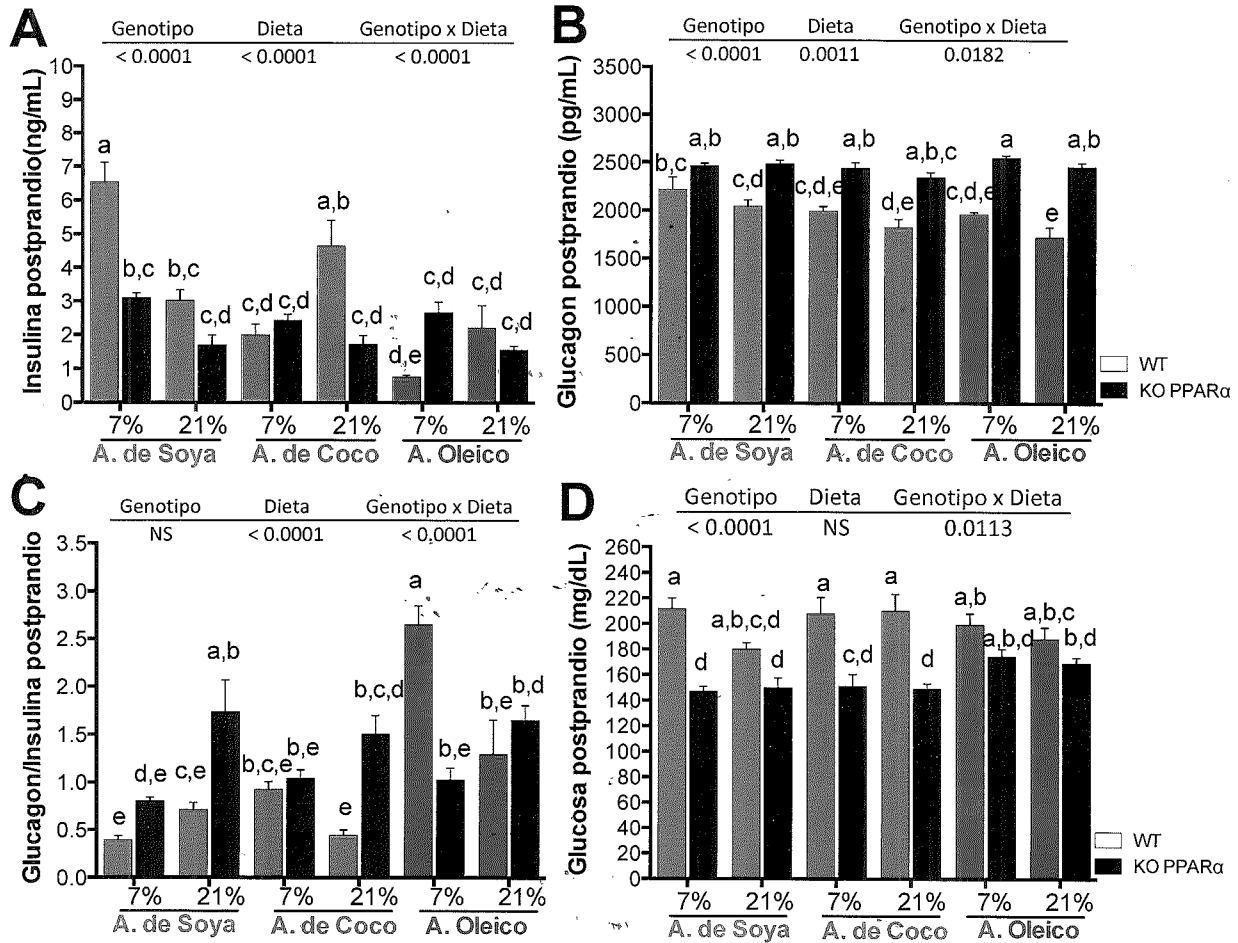 A
Genotipo Dieta Genotipo x Dieta
< 0.0001 < 0.0001 < 0.0001
Insulina postprandio(ng/mL)
10
9
8
7
6
5
4
3
2
1
0
a
b,c
b,c
c,d
c,d
c,d
a,b
c,d
d,e
c,d
c,d
c,d
7% 21% 7% 21% 7% 21%
A. de Soya A. de Coco A. Oleico
B
Genotipo Dieta Genotipo x Dieta
< 0.0001 0.0011 0.0182
Glucagon postprandio (pg/mL)
3500
3000
2500
2000
1500
1000
500
0
b,c
a,b
c,d
a,b
c,d,e
a,b
d,e
a,b,c
c,d,e
a
e
a,b
7% 21% 7% 21% 7% 21%
A. de Soya A. de Coco A. Oleico
WT
KO PPARα
C
Genotipo Dieta Genotipo x Dieta
NS < 0.0001 < 0.0001
Glucagon/Insulina postprandio
3.5
3.0
2.5
2.0
1.5
1.0
0.5
0.0
e
d,e
c,e
a,b
b,c,e
b,e
e
b,c,d
a
b,e
b,e
b,d
7% 21% 7% 21% 7% 21%
A. de Soya A. de Coco A. Oleico
D
Genotipo Dieta Genotipo x Dieta
< 0.0001 NS 0.0113
Glucosa postprandio (mg/dL)
260
240
220
200
180
160
140
120
100
80
60
40
20
0
a
d
a,b,c,d
d
a
c,d
a
d
a,b
a,b,d
a,b,c
b,d
7% 21% 7% 21% 7% 21%
A. de Soya A. de Coco A. Oleico
WT
KO PPARα